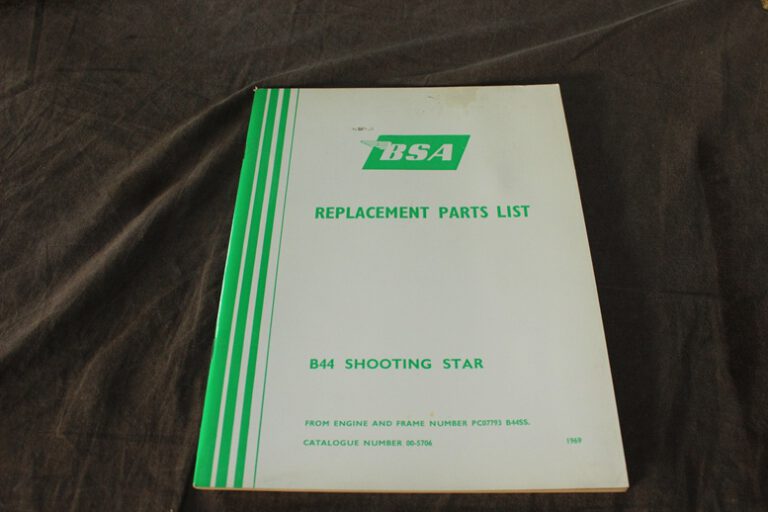 BSA
REPLACEMENT PARTS LIST
B44 SHOOTING STAR
FROM ENGINE AND FRAME NUMBER PC07793 B44SS.
CATALOGUE NUMBER 00-5706
1969